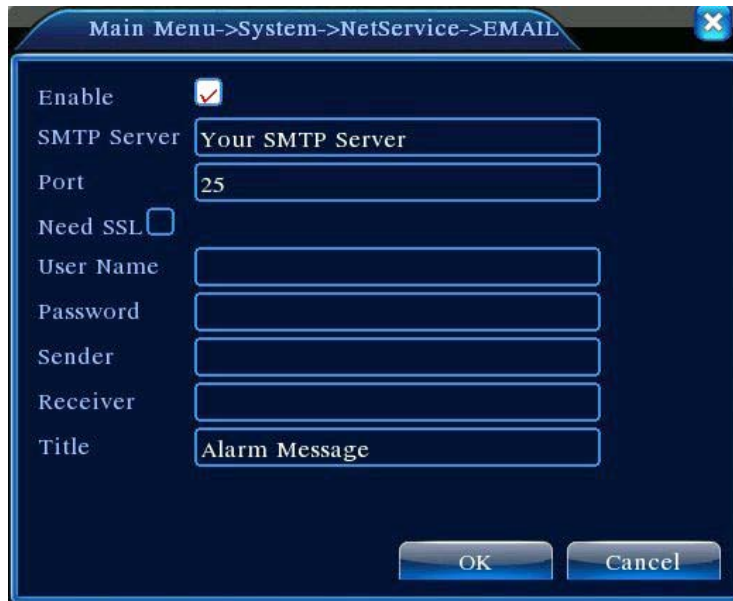 Main Menu->System->NetService->EMAIL
Enable
SMTP Server Your SMTP Server
Port 25
Need SSL
User Name
Password
Sender
Receiver
Title Alarm Message
OK Cancel